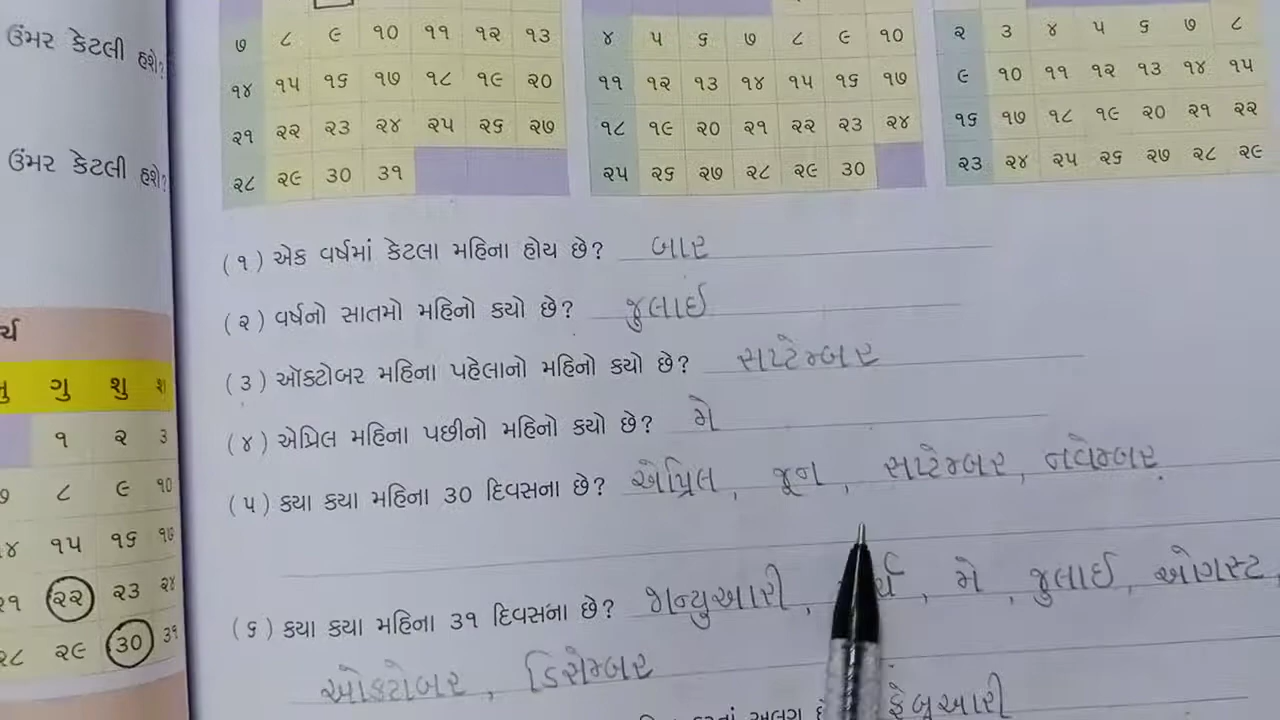 ઉંમર કેટલી હશે?
ઉંમર કેટલી હશે?
ર્ચ
ગુ શુ શ
૧ ૨ ૩
૮ ૯ ૧૦
૧૫ ૧૬ ૧૭
૨૨ ૨૩ ૨૪
૨૯ ૩૦ ૩૧
૭ ૮ ૯ ૧૦ ૧૧ ૧૨ ૧૩
૧૪ ૧૫ ૧૬ ૧૭ ૧૮ ૧૯ ૨૦
૨૧ ૨૨ ૨૩ ૨૪ ૨૫ ૨૬ ૨૭
૨૮ ૨૯ ૩૦ ૩૧
૪ ૫ ૬ ૭ ૮ ૯ ૧૦
૧૧ ૧૨ ૧૩ ૧૪ ૧૫ ૧૬ ૧૭
૧૮ ૧૯ ૨૦ ૨૧ ૨૨ ૨૩ ૨૪
૨૫ ૨૬ ૨૭ ૨૮ ૨૯ ૩૦
૨ ૩ ૪ ૫ ૬ ૭ ૮
૯ ૧૦ ૧૧ ૧૨ ૧૩ ૧૪ ૧૫
૧૬ ૧૭ ૧૮ ૧૯ ૨૦ ૨૧ ૨૨
૨૩ ૨૪ ૨૫ ૨૬ ૨૭ ૨૮ ૨૯
(૧) એક વર્ષમાં કેટલા મહિના હોય છે? બાર
(૨) વર્ષનો સાતમો મહિનો કયો છે? જુલાઈ
(૩) ઑક્ટોબર મહિના પહેલાનો મહિનો કયો છે? સપ્ટેમ્બર
(૪) એપ્રિલ મહિના પછીનો મહિનો કયો છે? મે
(૫) કયા કયા મહિના ૩૦ દિવસના છે? એપ્રિલ, જૂન, સપ્ટેમ્બર, નવેમ્બર.
(૬) કયા કયા મહિના ૩૧ દિવસના છે? જાન્યુઆરી, ર્ચ, મે, જુલાઈ, ઓગસ્ટ,
ઓક્ટોબર, ડિસેમ્બર
અલગ ફેબ્રુઆરી